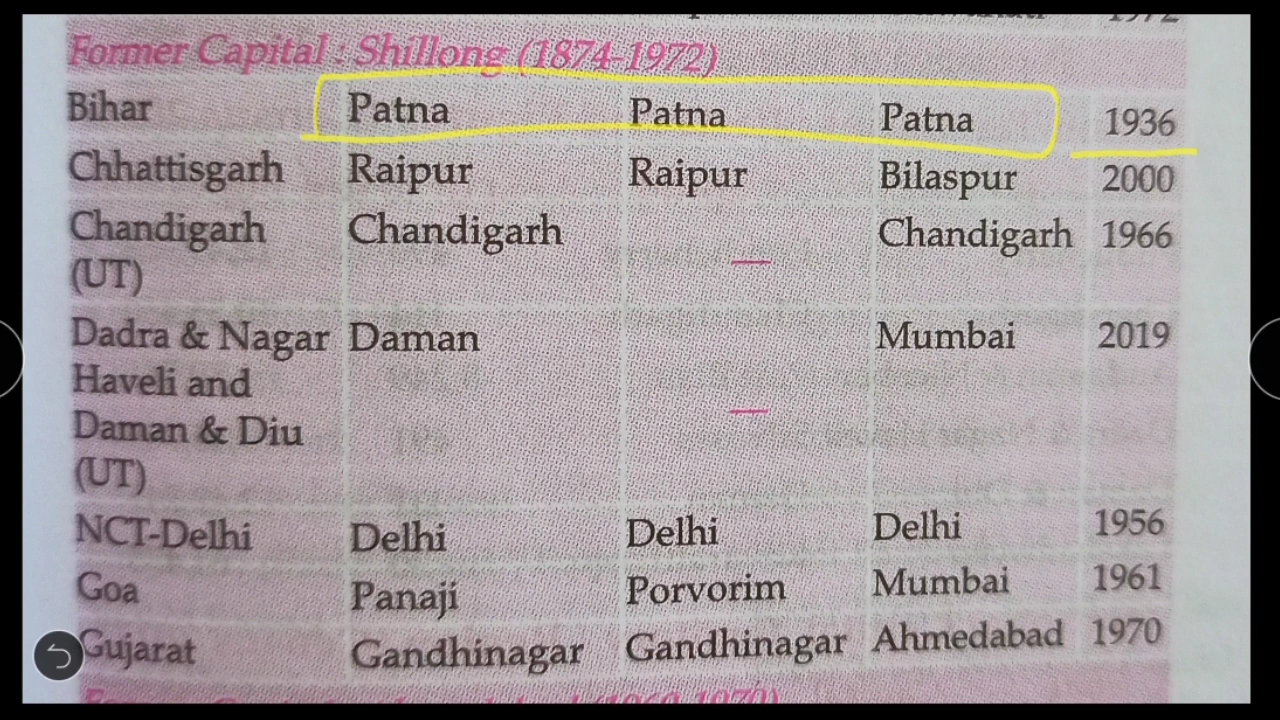 1972
Former Capital : Shillong (1874-1972)
Bihar Patna Patna Patna 1936
Chhattisgarh Raipur Raipur Bilaspur 2000
Chandigarh Chandigarh — Chandigarh 1966
(UT)
Dadra & Nagar Daman Mumbai 2019
Haveli and —
Daman & Diu
(UT)
NCT-Delhi Delhi Delhi Delhi 1956
Goa Panaji Porvorim Mumbai 1961
Gujarat Gandhinagar Gandhinagar Ahmedabad 1970